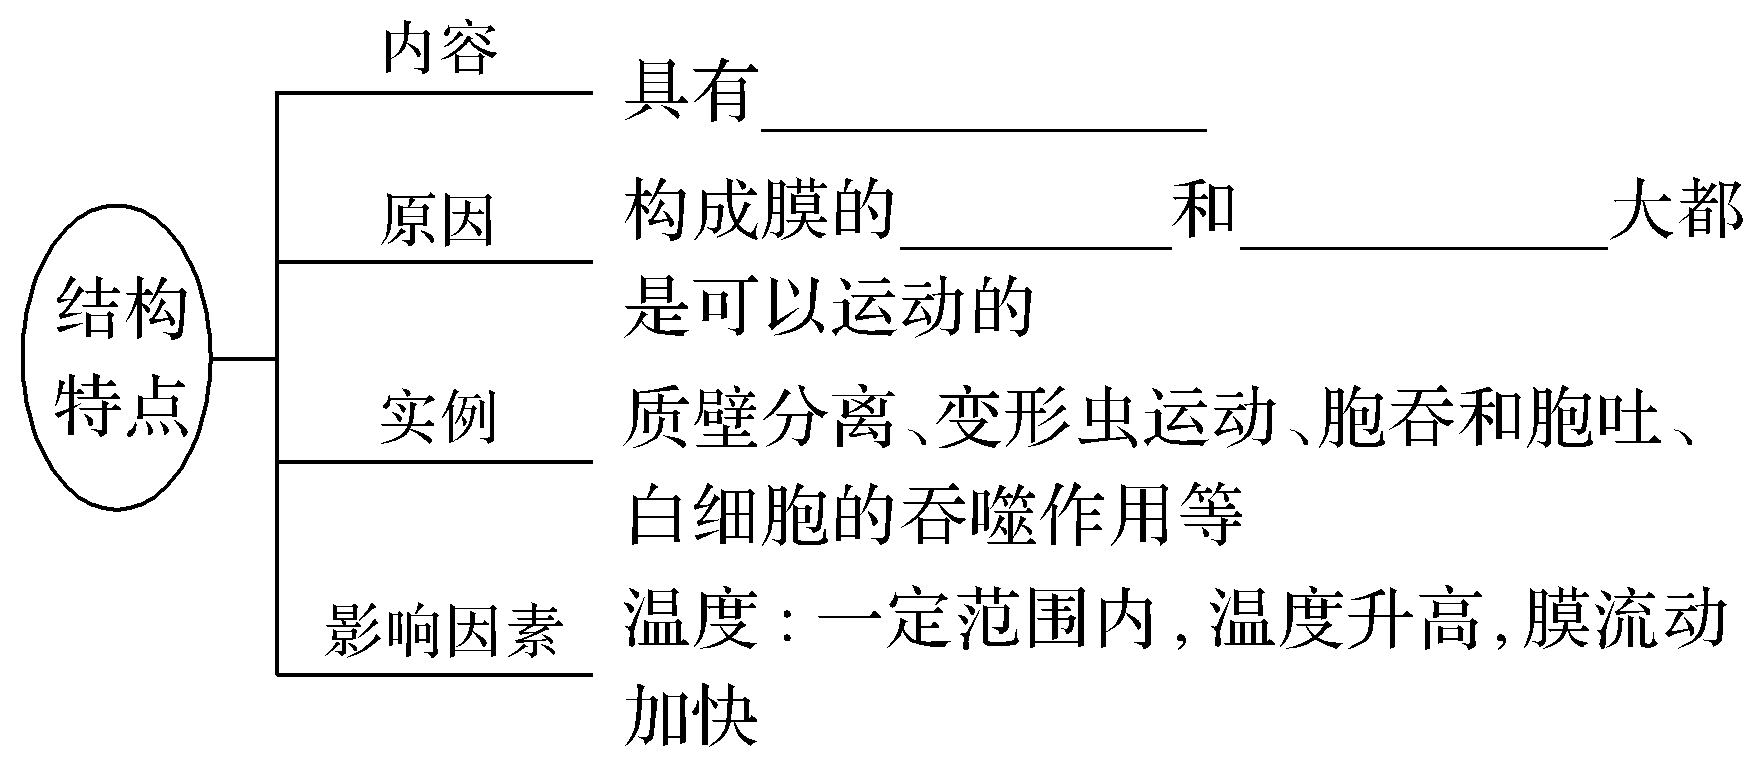 结构
特点
内容
具有
原因
构成膜的 和 大都
是可以运动的
实例
质壁分离、变形虫运动、胞吞和胞吐、
白细胞的吞噬作用等
影响因素
温度:一定范围内,温度升高,膜流动
加快